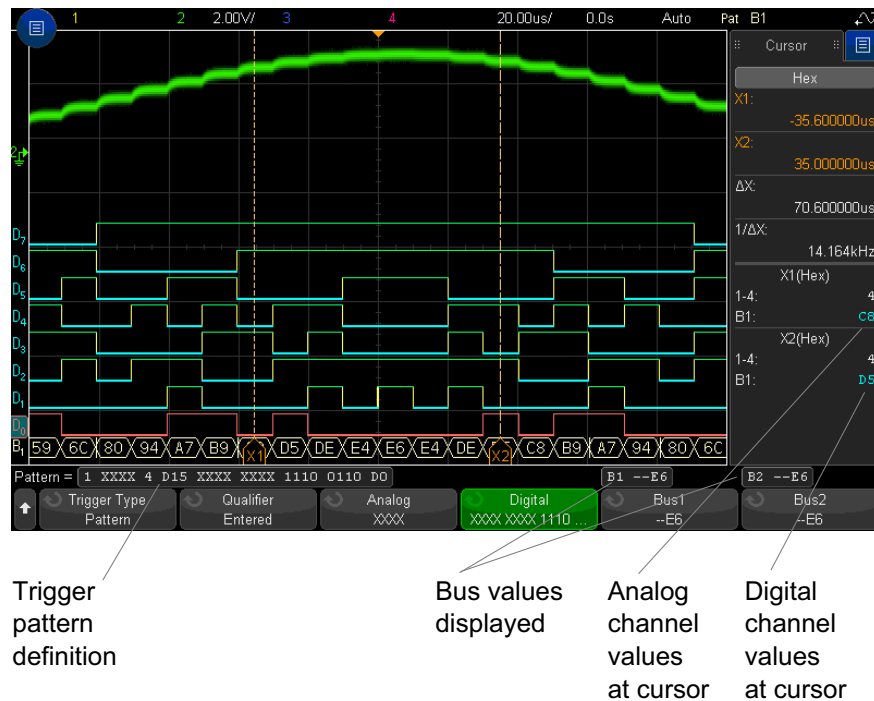 1 2 2.00V/ 3 4 20.00us/ 0.0s Auto Pat B1
Cursor
Hex
X1:
-35.600000us
X2:
35.000000us
ΔX:
70.600000us
1/ΔX:
14.164kHz
X1(Hex)
1-4: 4
B1: C8
X2(Hex)
1-4: 4
B1: D5
2
D7
D6
D5
D4
D3
D2
D1
D0
B1 59 6C 80 94 A7 B9 X1 D5 DE E4 E6 E4 DE X2 C8 B9 A7 94 80 6C
Pattern = 1 XXXX 4 D15 XXXX XXXX 1110 0110 D0 B1 --E6 B2 --E6
Trigger Type Qualifier Analog Digital Bus1 Bus2
Pattern Entered XXXX XXXX XXXX 1110 ... --E6 --E6
Trigger
pattern
definition
Bus values
displayed
Analog
channel
values
at cursor
Digital
channel
values
at cursor